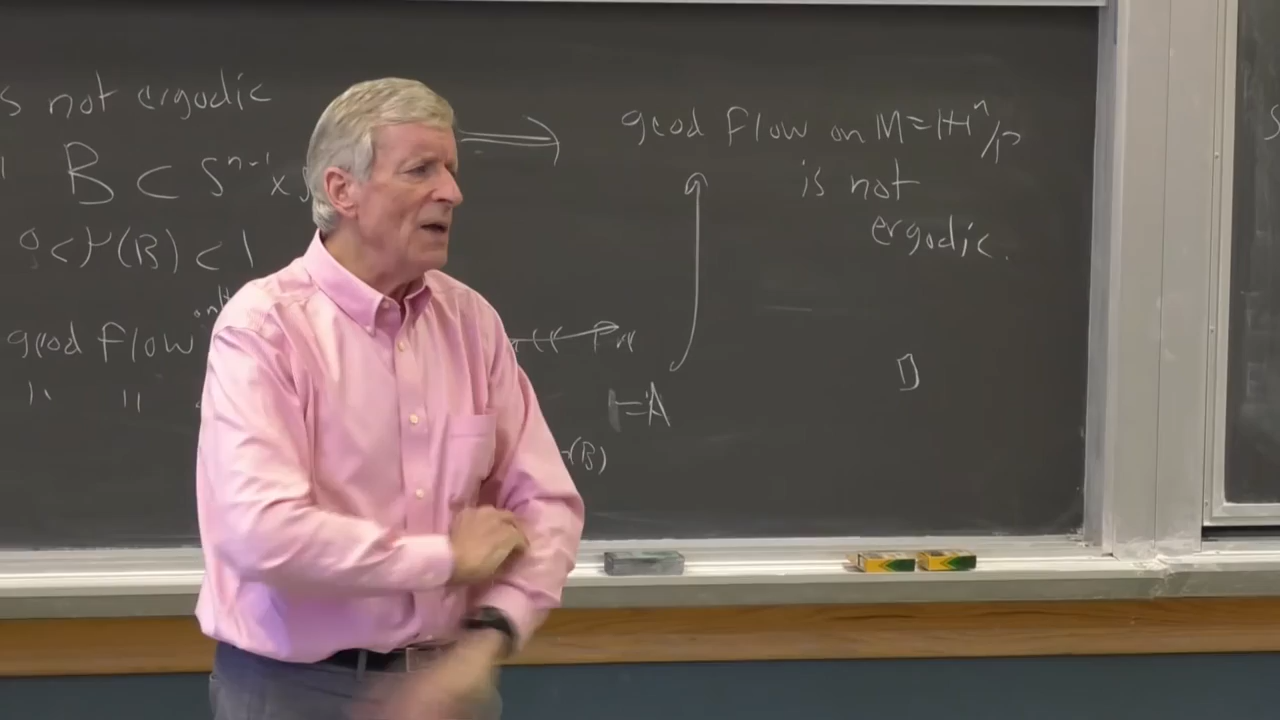 s not ergodic
B ⊂ S^{n-1} x
0 < μ(B) < 1
geod flow
" "
⟹
geod flow on M = H^n/Γ
is not
ergodic.
= A
(B)